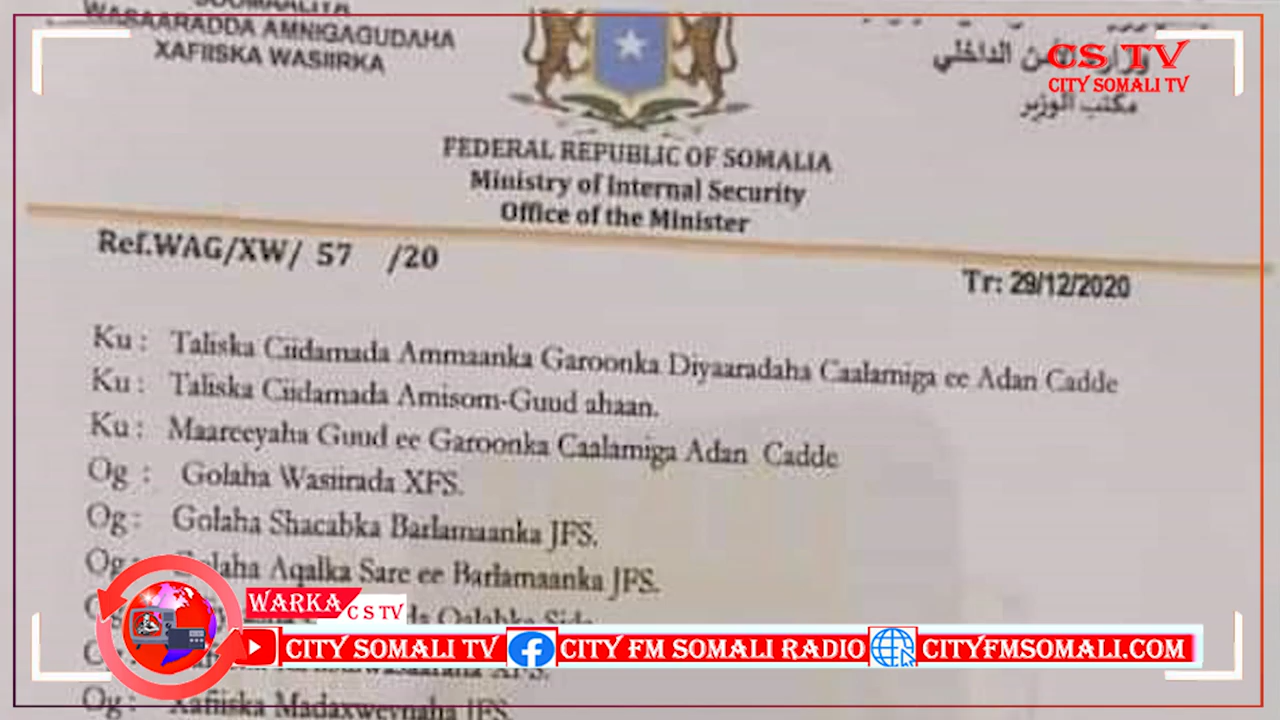 WASAARADDA AMNIGAGUDAHA
XAFIISKA WASIIRKA
الداخلي
مكتب الوزير
CS TV
CITY SOMALI TV
FEDERAL REPUBLIC OF SOMALIA
Ministry of Internal Security
Office of the Minister
Ref.WAG/XW/ 57 /20
Tr: 29/12/2020
Ku : Taliska Ciidamada Ammaanka Garoonka Diyaaradaha Caalamiga ee Adan Cadde
Ku : Taliska Ciidamada Amisom-Guud ahaan.
Ku : Maareeyaha Guud ee Garoonka Caalamiga Adan Cadde
Og : Golaha Wasiirada XFS.
Og : Golaha Shacabka Barlamaanka JFS.
Og : Golaha Aqalka Sare ee Barlamaanka JFS.
WARKA
C S TV
CITY SOMALI TV
CITY FM SOMALI RADIO
CITYFMSOMALI.COM
XFS.
Og : Xafiiska Madaxweynaha JFS.